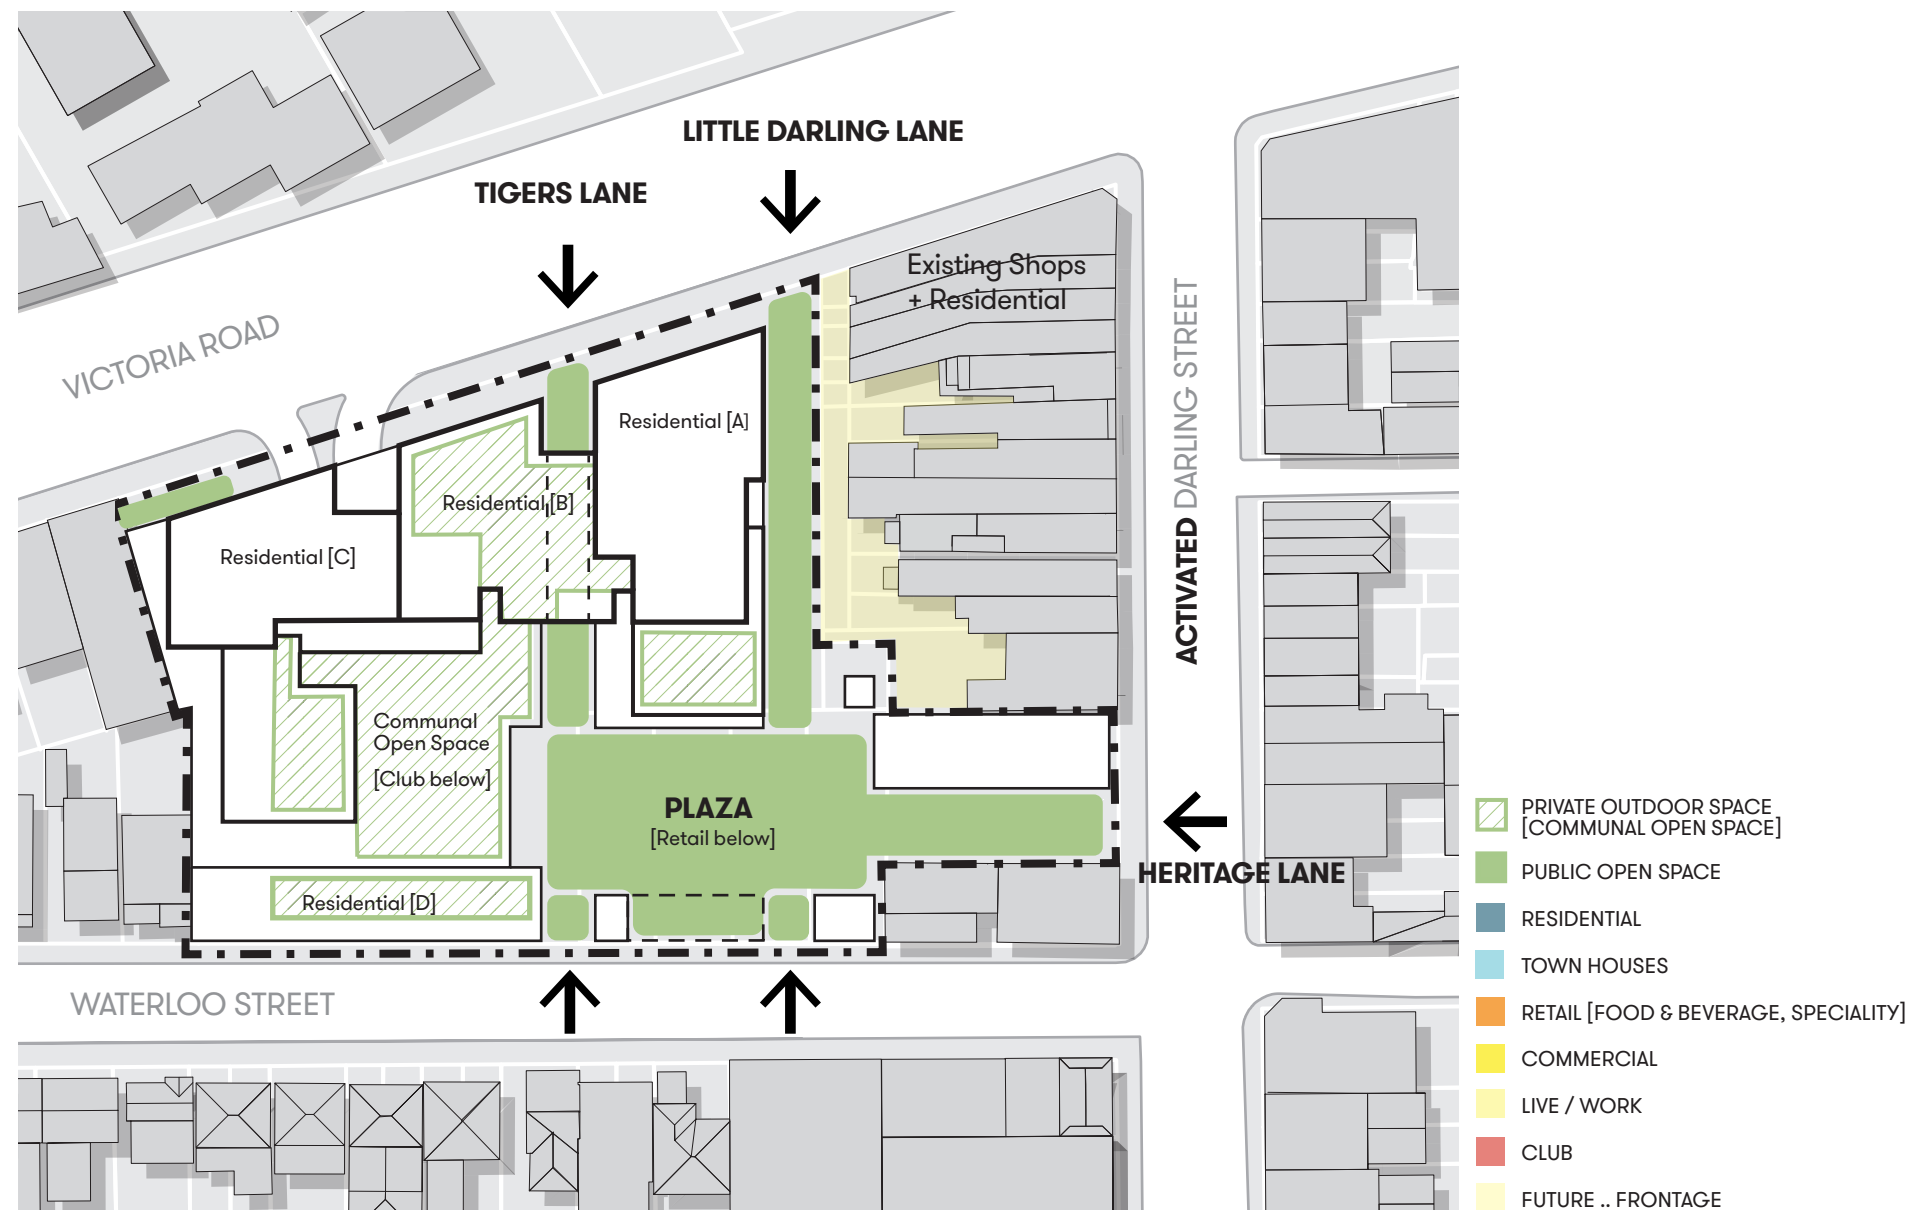 LITTLE DARLING LANE
TIGERS LANE
Existing Shops
+ Residential
VICTORIA ROAD
ACTIVATED DARLING STREET
Residential [A]
Residential [B]
Residential [C]
Communal
Open Space
[Club below]
PLAZA
[Retail below]
HERITAGE LANE
Residential [D]
WATERLOO STREET
PRIVATE OUTDOOR SPACE
[COMMUNAL OPEN SPACE]
PUBLIC OPEN SPACE
RESIDENTIAL
TOWN HOUSES
RETAIL [FOOD & BEVERAGE, SPECIALITY]
COMMERCIAL
LIVE / WORK
CLUB
FUTURE .. FRONTAGE